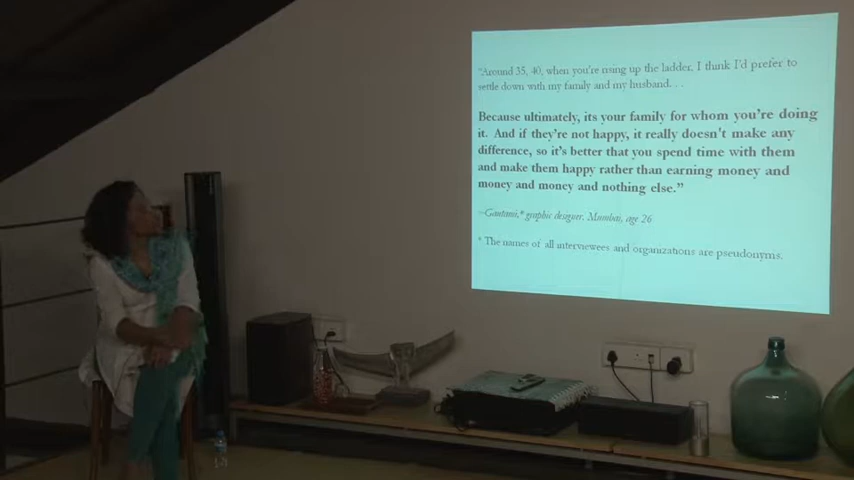 "Around 35, 40, when you're rising up the ladder. I think I'd prefer to
settle down with my family and my husband. . .
Because ultimately, its your family for whom you're doing
it. And if they're not happy, it really doesn't make any
difference, so it's better that you spend time with them
and make them happy rather than earning money and
money and money and nothing else."
–Gautami,* graphic designer. Mumbai, age 26
* The names of all interviewees and organizations are pseudonyms.